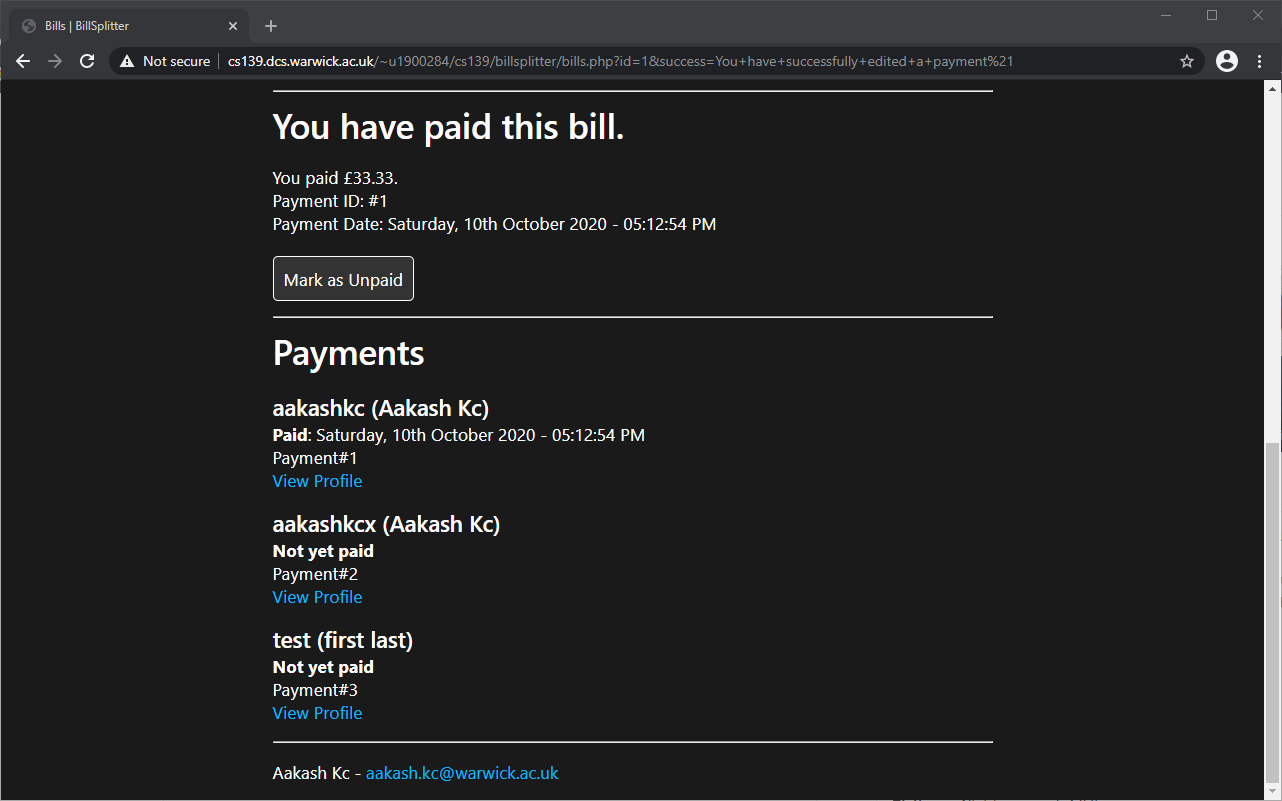 Bills | BillSplitter
Not secure | cs139.dcs.warwick.ac.uk/~u1900284/cs139/billsplitter/bills.php?id=1&success=You+have+successfully+edited+a+payment%21
You have paid this bill.
You paid £33.33.
Payment ID: #1
Payment Date: Saturday, 10th October 2020 - 05:12:54 PM
Mark as Unpaid
Payments
aakashkc (Aakash Kc)
Paid: Saturday, 10th October 2020 - 05:12:54 PM
Payment#1
View Profile
aakashkcx (Aakash Kc)
Not yet paid
Payment#2
View Profile
test (first last)
Not yet paid
Payment#3
View Profile
Aakash Kc - aakash.kc@warwick.ac.uk